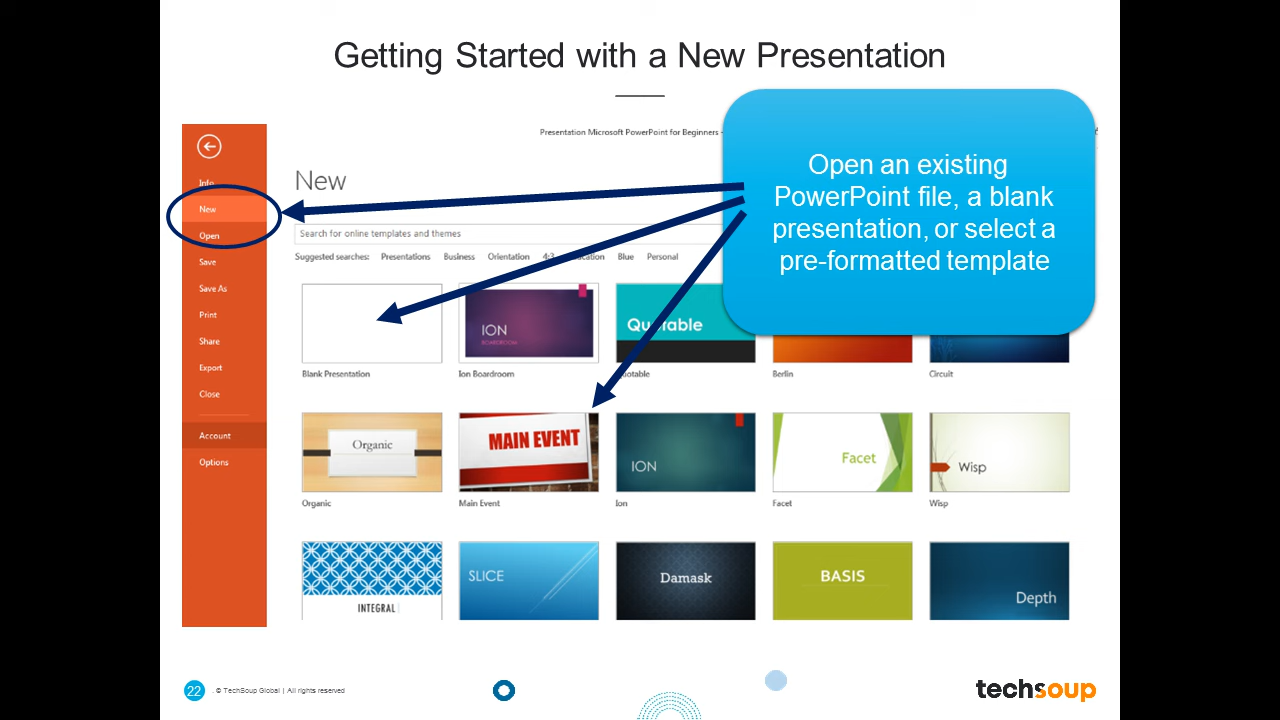 Getting Started with a New Presentation
Presentation Microsoft PowerPoint for Beginners -
Open an existing
PowerPoint file, a blank
presentation, or select a
pre-formatted template
Info
New
Open
Save
Save As
Print
Share
Export
Close
Account
Options
New
Search for online templates and themes
Suggested searches: Presentations Business Orientation 4:3 Blue Personal
ION
BOARDROOM
Blank Presentation Ion Boardroom Berlin Circuit
Organic MAIN EVENT ION Facet Wisp
Organic Main Event Ion Facet Wisp
INTEGRAL SLICE Damask BASIS Depth
22 . © TechSoup Global | All rights reserved
techsoup